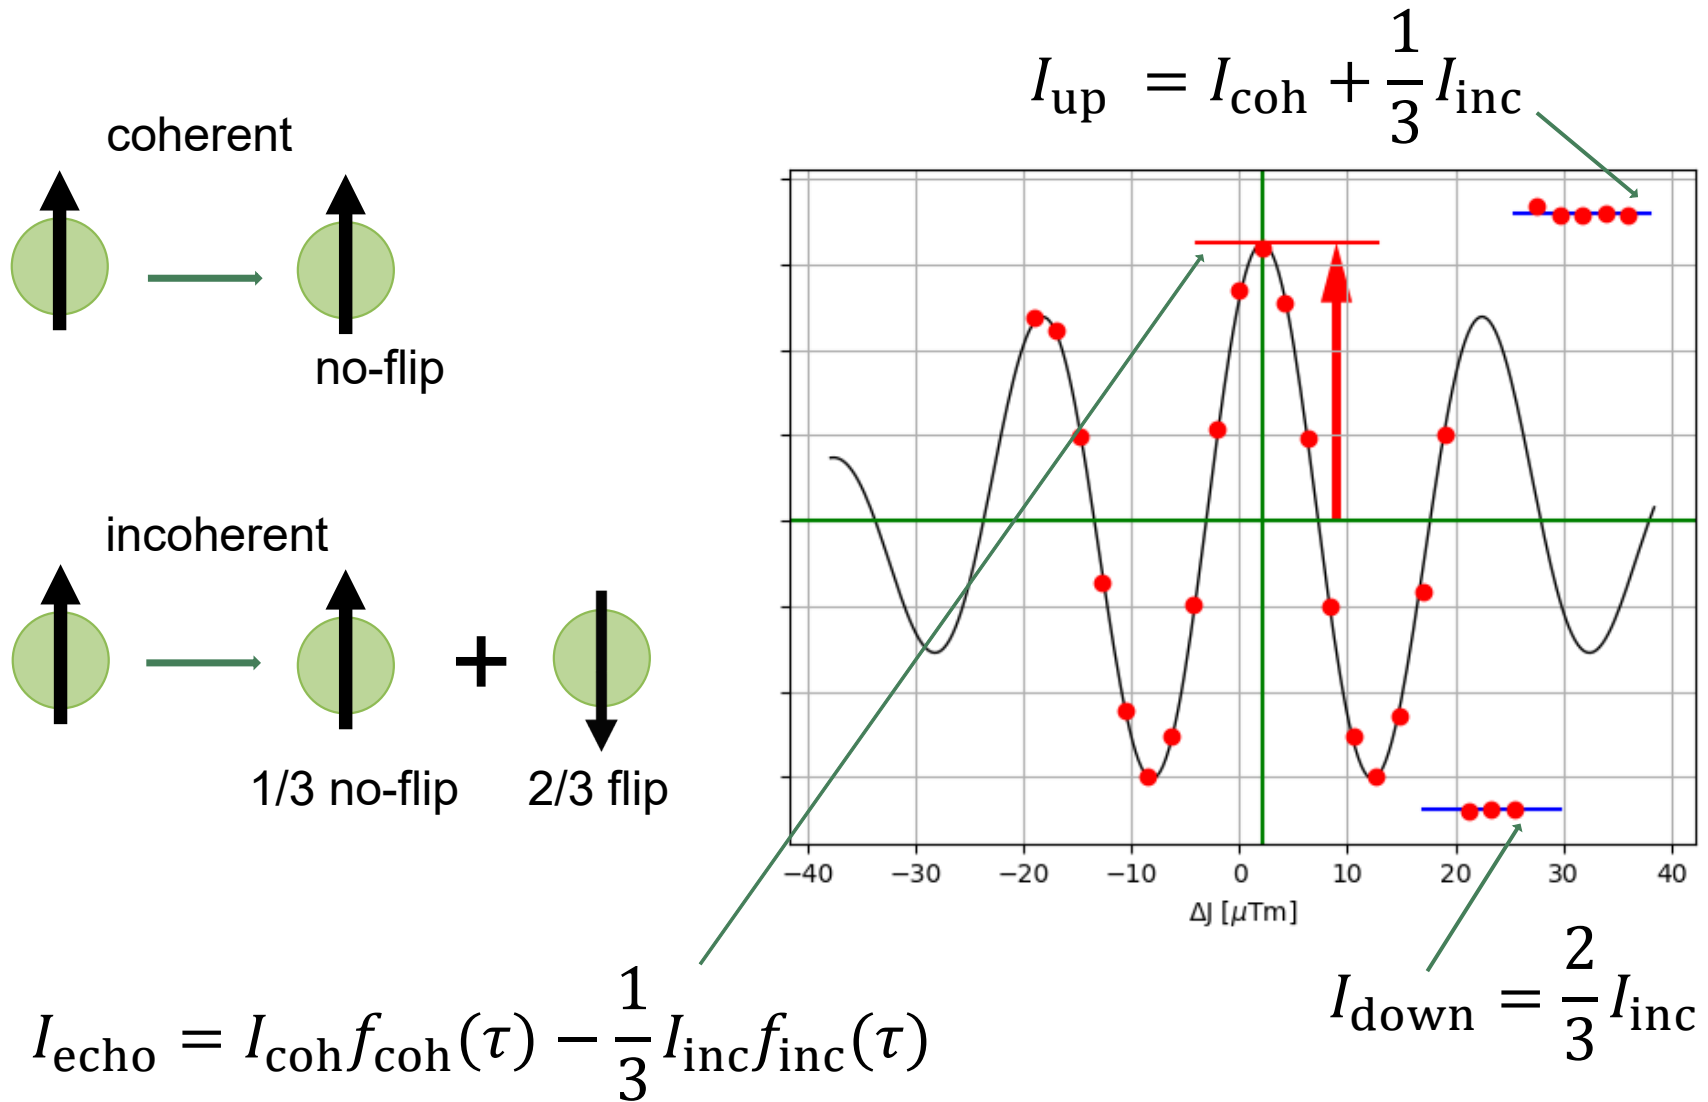 I_up = I_coh + 1/3 I_inc
coherent
no-flip
incoherent
+
1/3 no-flip
2/3 flip
−40 −30 −20 −10 0 10 20 30 40
ΔJ [μTm]
I_down = 2/3 I_inc
I_echo = I_coh f_coh(τ) − 1/3 I_inc f_inc(τ)